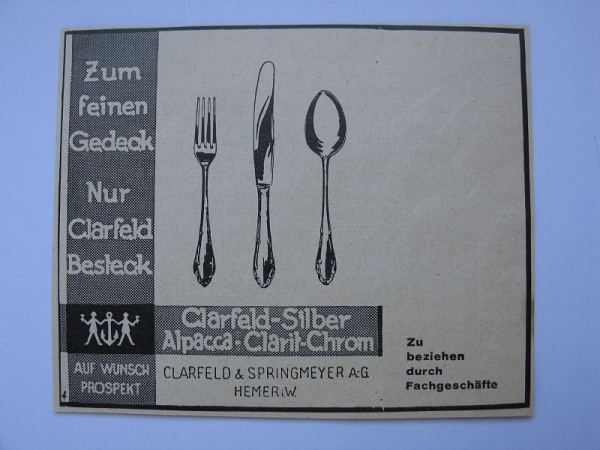 Zum
feinen
Gedeck
Nur
Clarfeld
Besteck
Clarfeld-Silber
Alpacca-Clarit-Chrom
AUF WUNSCH
PROSPEKT
CLARFELD & SPRINGMEYER A:G.
HEMER i.W.
Zu
beziehen
durch
Fachgeschäfte
4